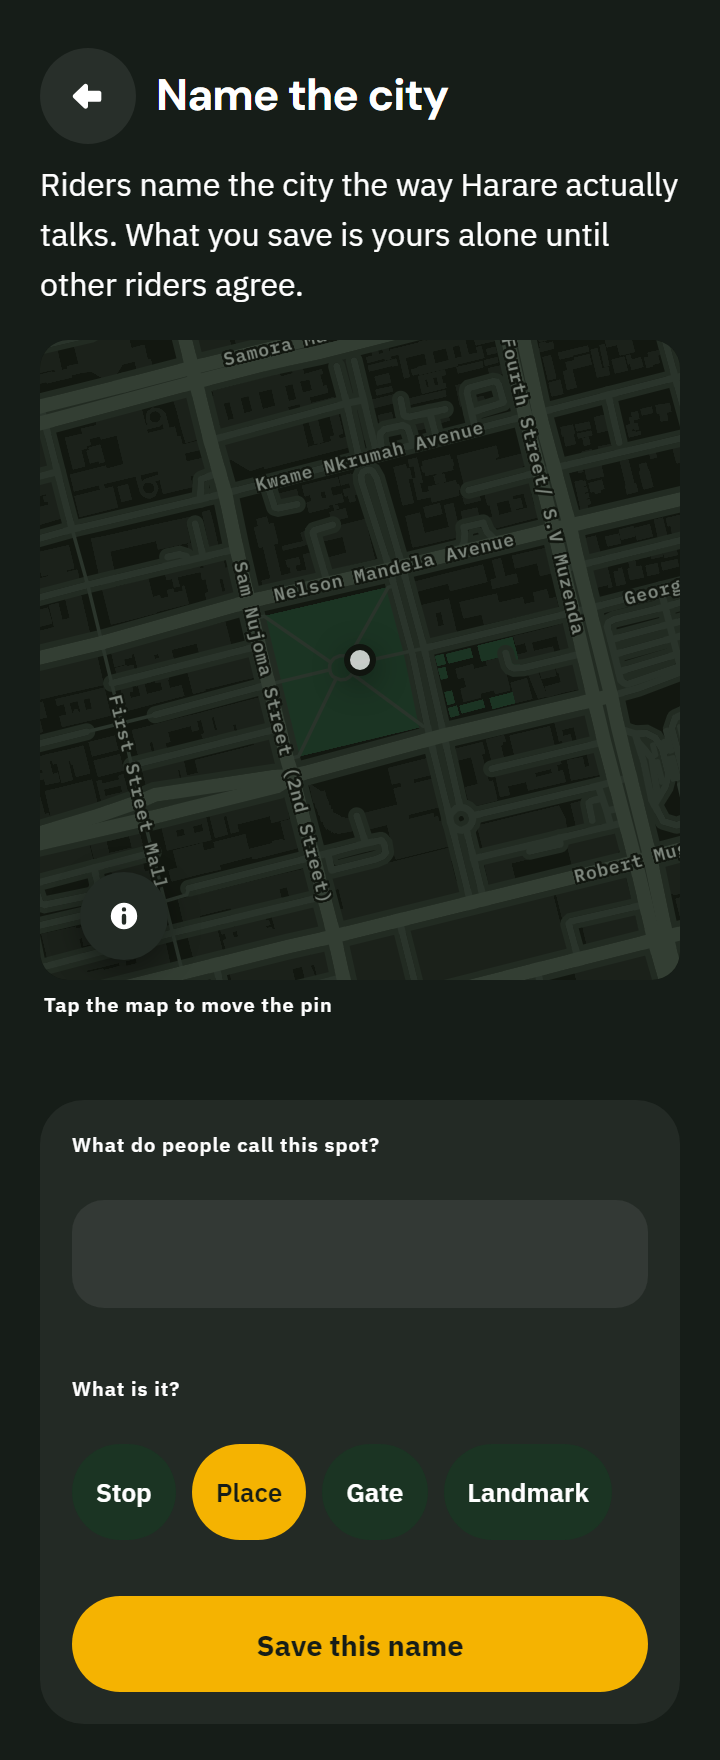 Name the city
Riders name the city the way Harare actually
talks. What you save is yours alone until
other riders agree.
Samora
Fourth Street/ S.V Muzenda
Kwame Nkrumah Avenue
Nelson Mandela Avenue
Sam Nujoma Street (2nd Street)
First Street Mall
Robert
Tap the map to move the pin
What do people call this spot?
What is it?
Stop Place Gate Landmark
Save this name